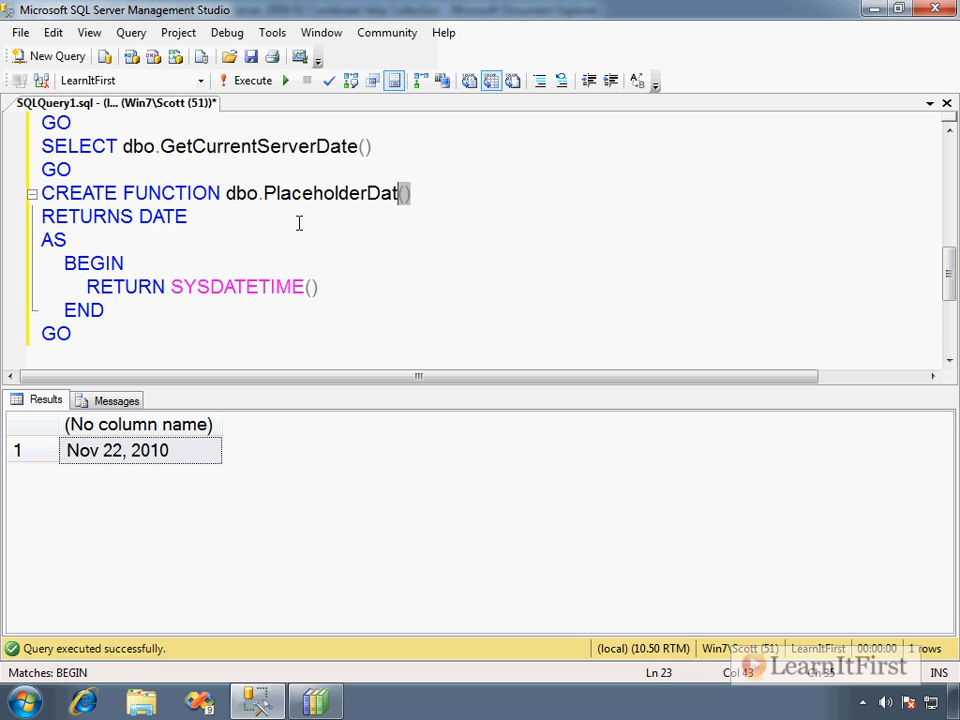 Microsoft SQL Server Management Studio
File Edit View Query Project Debug Tools Window Community Help
New Query
LearnItFirst Execute
SQLQuery1.sql - (l... (Win7\Scott (51))*
GO
SELECT dbo.GetCurrentServerDate()
GO
CREATE FUNCTION dbo.PlaceholderDat()
RETURNS DATE
AS
BEGIN
RETURN SYSDATETIME()
END
GO
Results Messages
(No column name)
1 Nov 22, 2010
Query executed successfully. (local) (10.50 RTM) Win7\Scott (51) LearnItFirst 00:00:00 1 rows
Matches: BEGIN Ln 23 Col 43 INS
LearnItFirst